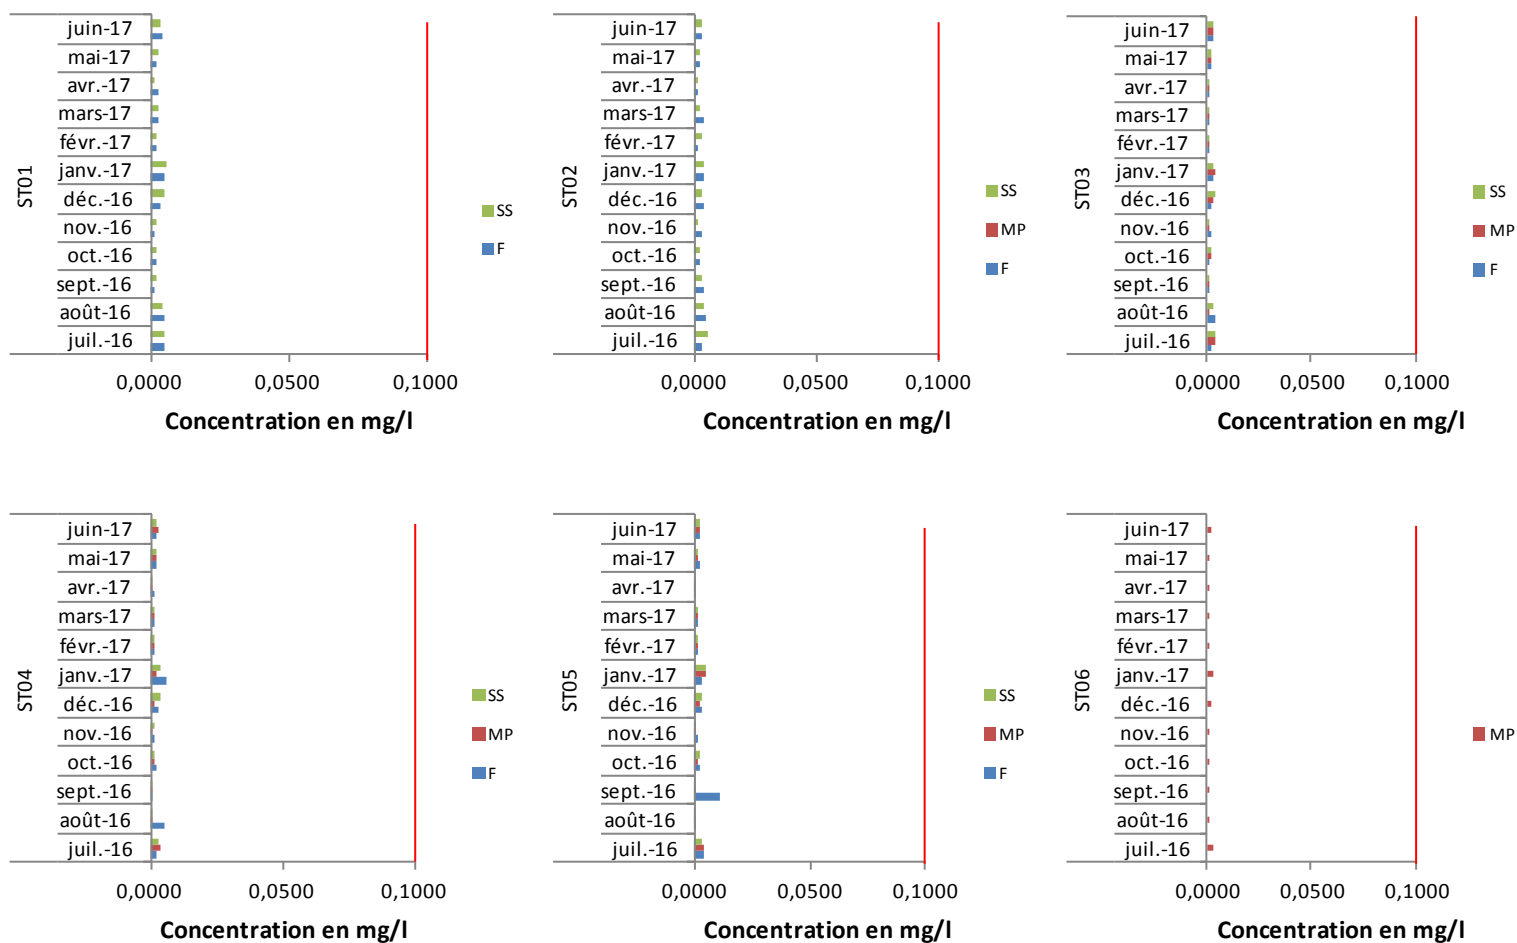 ST01
juin-17
mai-17
avr.-17
mars-17
févr.-17
janv.-17
déc.-16
nov.-16
oct.-16
sept.-16
août-16
juil.-16
0,0000 0,0500 0,1000
Concentration en mg/l
SS
F
ST02
juin-17
mai-17
avr.-17
mars-17
févr.-17
janv.-17
déc.-16
nov.-16
oct.-16
sept.-16
août-16
juil.-16
0,0000 0,0500 0,1000
Concentration en mg/l
SS
MP
F
ST03
juin-17
mai-17
avr.-17
mars-17
févr.-17
janv.-17
déc.-16
nov.-16
oct.-16
sept.-16
août-16
juil.-16
0,0000 0,0500 0,1000
Concentration en mg/l
SS
MP
F
ST04
juin-17
mai-17
avr.-17
mars-17
févr.-17
janv.-17
déc.-16
nov.-16
oct.-16
sept.-16
août-16
juil.-16
0,0000 0,0500 0,1000
Concentration en mg/l
SS
MP
F
ST05
juin-17
mai-17
avr.-17
mars-17
févr.-17
janv.-17
déc.-16
nov.-16
oct.-16
sept.-16
août-16
juil.-16
0,0000 0,0500 0,1000
Concentration en mg/l
SS
MP
F
ST06
juin-17
mai-17
avr.-17
mars-17
févr.-17
janv.-17
déc.-16
nov.-16
oct.-16
sept.-16
août-16
juil.-16
0,0000 0,0500 0,1000
Concentration en mg/l
MP